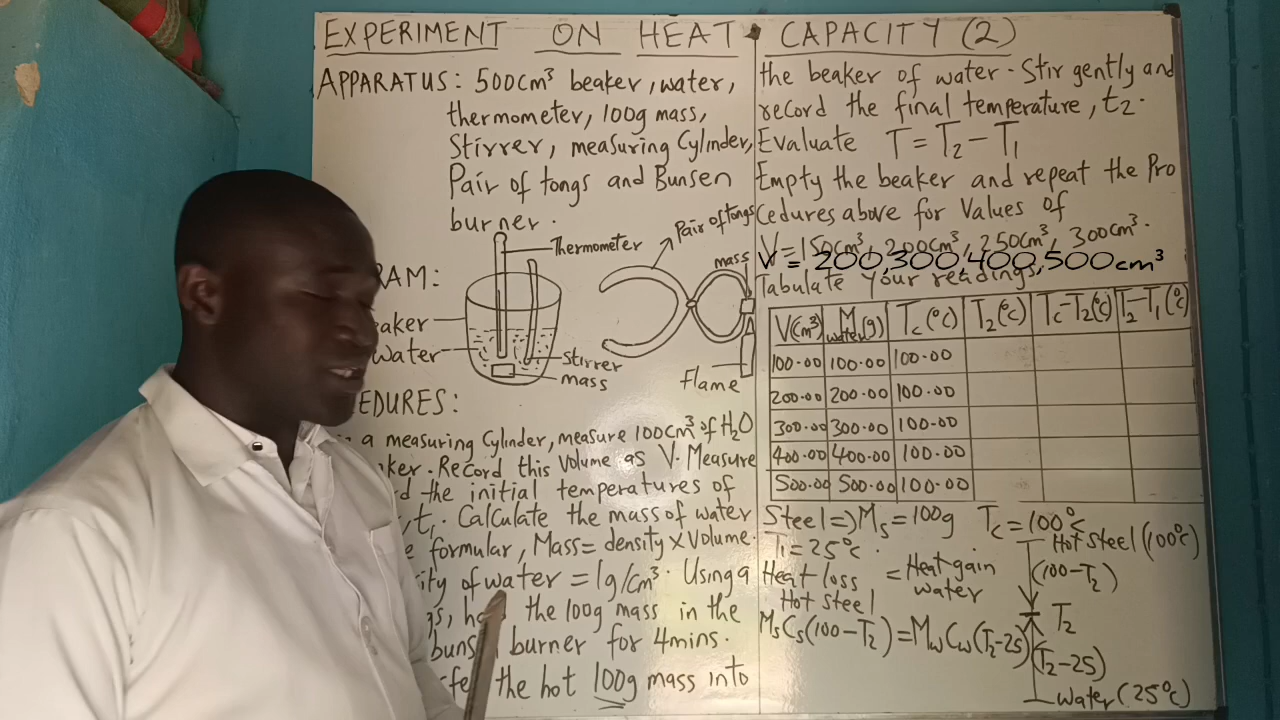 EXPERIMENT ON HEAT CAPACITY (2)
APPARATUS: 500cm³ beaker, water,
thermometer, 100g mass,
Stirrer, measuring Cylinder,
Pair of tongs and Bunsen
burner.
RAM:
Thermometer
Pair of tongs
mass
eaker
Water
Stirrer
mass
Flame
EDURES:
a measuring Cylinder, measure 100cm³ of H₂O
ker. Record this Volume as V. Measure
d the initial temperatures of
, t₁. Calculate the mass of water
e formular, Mass = density x Volume.
ity of water = 1g/cm³. Using a
gs, the 100g mass in the
buns burner for 4mins.
the hot 100g mass into
the beaker of water. Stir gently and
record the final temperature, t₂.
Evaluate T = T₂ - T₁
Empty the beaker and repeat the Pro
cedures above for Values of
V = 150cm³, 200cm³, 250cm³, 300cm³.
V = 200,300,400,500cm³
Tabulate your readings.
V(cm³) M water(g) Tc(°c) T₂(°c) Tc-T₂(°c) T₂-T₁(°c)
100.00 100.00 100.00
200.00 200.00 100.00
300.00 300.00 100.00
400.00 400.00 100.00
500.00 500.00 100.00
Steel => Ms = 100g Tc = 100°c
T₁ = 25°c.
Heat loss Hot Steel = Heat gain water
MsCs(100-T₂) = MwCw(T₂-25)
Hot Steel (100°c)
(100-T₂)
T₂
(T₂-25)
Water (25°c)